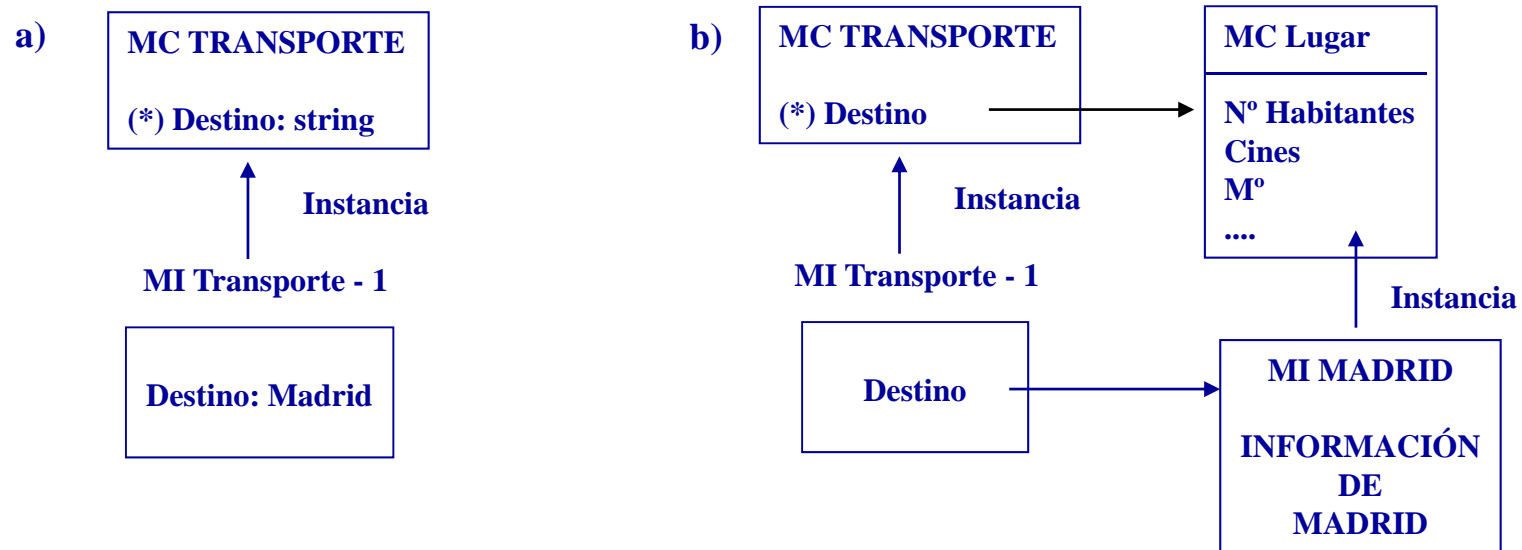 a)
MC TRANSPORTE
(*) Destino: string
Instancia
MI Transporte - 1
Destino: Madrid
b)
MC TRANSPORTE
(*) Destino
MC Lugar
Nº Habitantes
Cines
Mº
....
Instancia
MI Transporte - 1
Destino
Instancia
MI MADRID
INFORMACIÓN
DE
MADRID